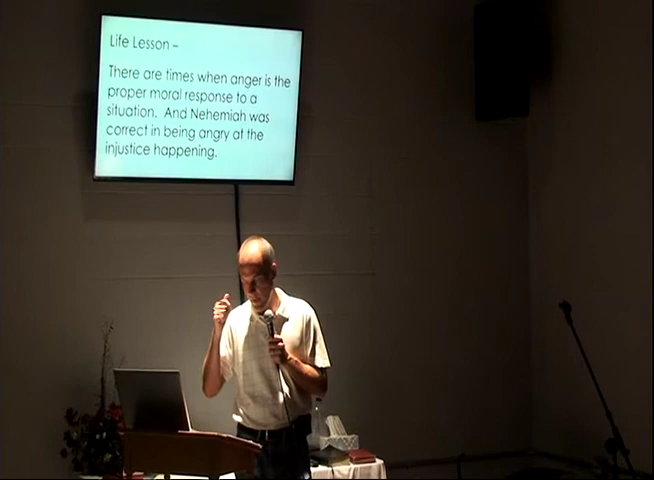 Life Lesson –
There are times when anger is the
proper moral response to a
situation.  And Nehemiah was
correct in being angry at the
injustice happening.